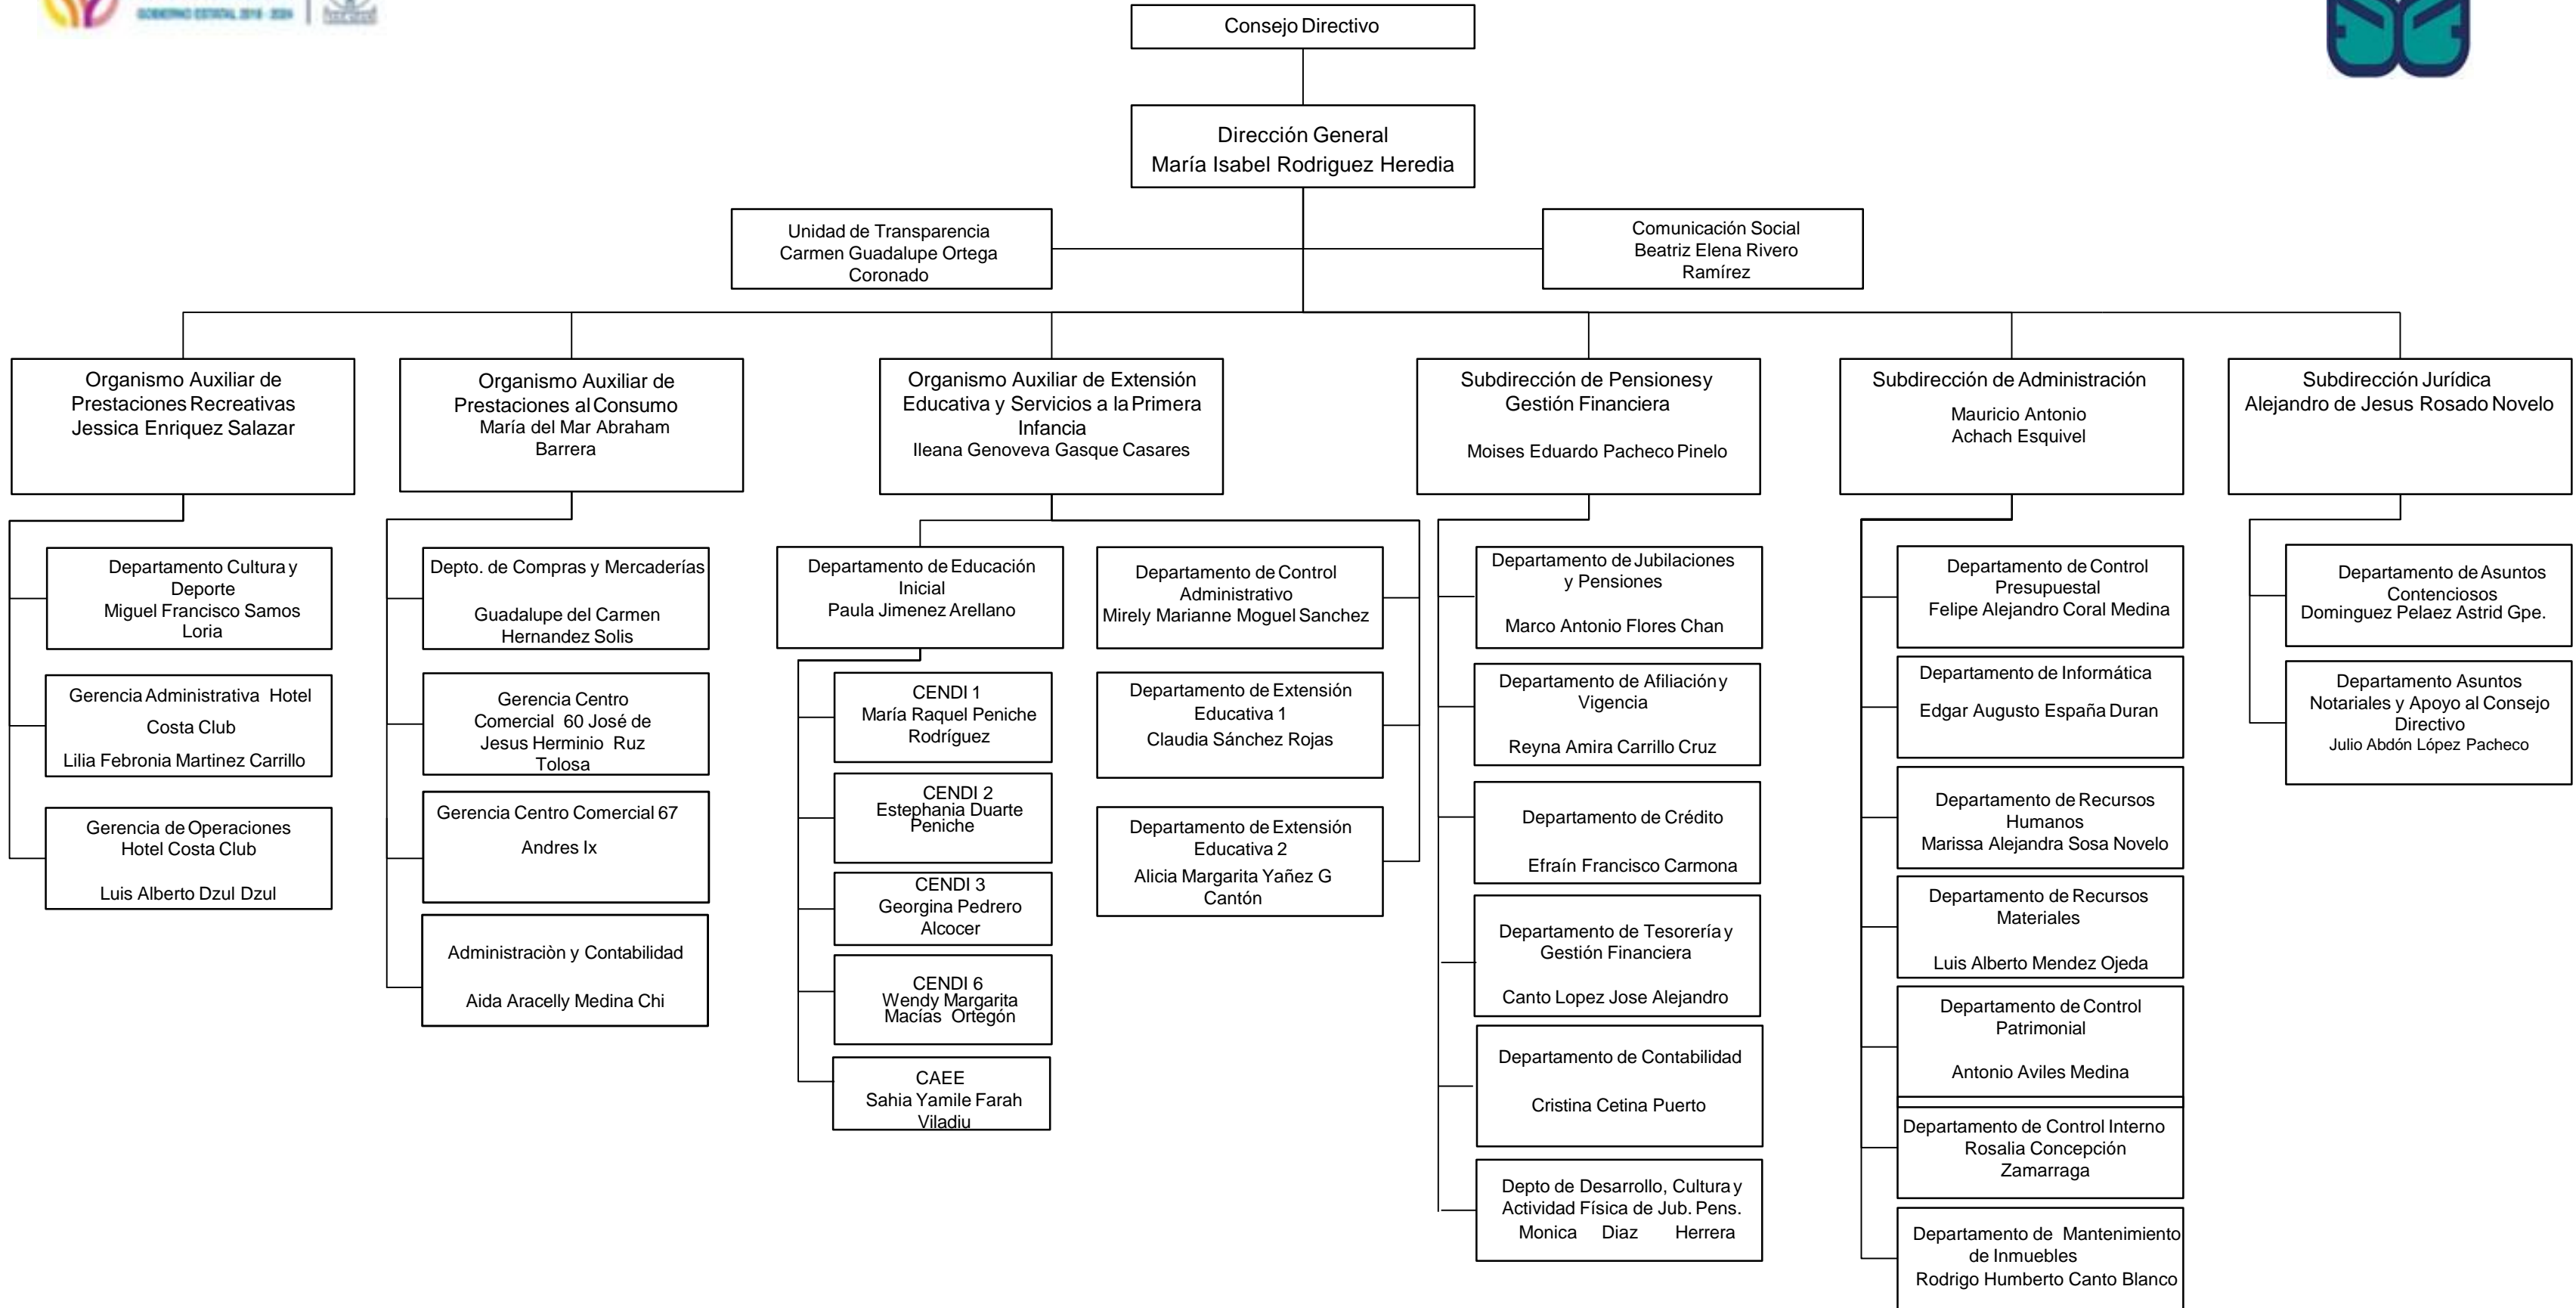 GOBIERNO ESTATAL 2018 - 2024
Consejo Directivo
Dirección General
María Isabel Rodriguez Heredia
Unidad de Transparencia
Carmen Guadalupe Ortega
Coronado
Comunicación Social
Beatriz Elena Rivero
Ramírez
Organismo Auxiliar de
Prestaciones Recreativas
Jessica Enriquez Salazar
Organismo Auxiliar de
Prestaciones al Consumo
María del Mar Abraham
Barrera
Organismo Auxiliar de Extensión
Educativa y Servicios a la Primera
Infancia
Ileana Genoveva Gasque Casares
Subdirección de Pensiones y
Gestión Financiera
Moises Eduardo Pacheco Pinelo
Subdirección de Administración
Mauricio Antonio
Achach Esquivel
Subdirección Jurídica
Alejandro de Jesus Rosado Novelo
Departamento Cultura y
Deporte
Miguel Francisco Samos
Loria
Gerencia Administrativa Hotel
Costa Club
Lilia Febronia Martinez Carrillo
Gerencia de Operaciones
Hotel Costa Club
Luis Alberto Dzul Dzul
Depto. de Compras y Mercaderías
Guadalupe del Carmen
Hernandez Solis
Gerencia Centro
Comercial 60 José de
Jesus Herminio Ruz
Tolosa
Gerencia Centro Comercial 67
Andres Ix
Administraciòn y Contabilidad
Aida Aracelly Medina Chi
Departamento de Educación
Inicial
Paula Jimenez Arellano
CENDI 1
María Raquel Peniche
Rodríguez
CENDI 2
Estephania Duarte
Peniche
CENDI 3
Georgina Pedrero
Alcocer
CENDI 6
Wendy Margarita
Macías Ortegón
CAEE
Sahia Yamile Farah
Viladiu
Departamento de Control
Administrativo
Mirely Marianne Moguel Sanchez
Departamento de Extensión
Educativa 1
Claudia Sánchez Rojas
Departamento de Extensión
Educativa 2
Alicia Margarita Yañez G
Cantón
Departamento de Jubilaciones
y Pensiones
Marco Antonio Flores Chan
Departamento de Afiliación y
Vigencia
Reyna Amira Carrillo Cruz
Departamento de Crédito
Efraín Francisco Carmona
Departamento de Tesorería y
Gestión Financiera
Canto Lopez Jose Alejandro
Departamento de Contabilidad
Cristina Cetina Puerto
Depto de Desarrollo, Cultura y
Actividad Física de Jub. Pens.
Monica Diaz Herrera
Departamento de Control
Presupuestal
Felipe Alejandro Coral Medina
Departamento de Informática
Edgar Augusto España Duran
Departamento de Recursos
Humanos
Marissa Alejandra Sosa Novelo
Departamento de Recursos
Materiales
Luis Alberto Mendez Ojeda
Departamento de Control
Patrimonial
Antonio Aviles Medina
Departamento de Control Interno
Rosalia Concepción
Zamarraga
Departamento de Mantenimiento
de Inmuebles
Rodrigo Humberto Canto Blanco
Departamento de Asuntos
Contenciosos
Dominguez Pelaez Astrid Gpe.
Departamento Asuntos
Notariales y Apoyo al Consejo
Directivo
Julio Abdón López Pacheco